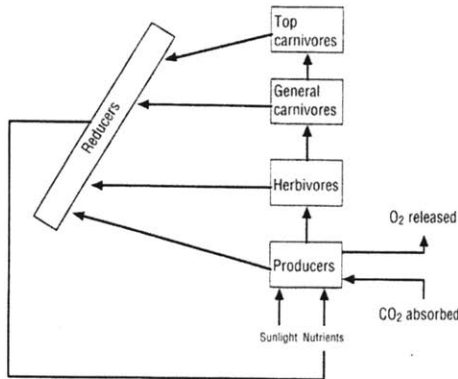 Top
carnivores
General
carnivores
Reducers
Herbivores
O₂ released
Producers
CO₂ absorbed
Sunlight Nutrients